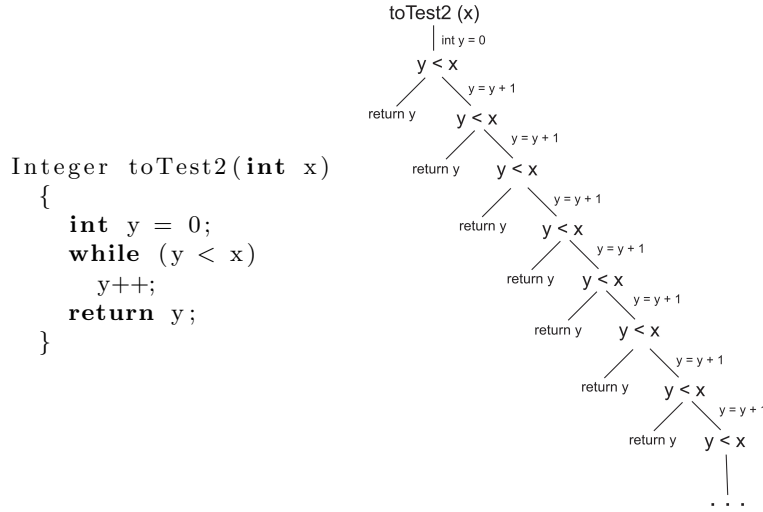 Integer toTest2(int x)
{
int y = 0;
while (y < x)
y++;
return y;
}
toTest2 (x)
int y = 0
y < x
y = y + 1
return y
y < x
y = y + 1
return y
y < x
y = y + 1
return y
y < x
y = y + 1
return y
y < x
y = y + 1
return y
y < x
y = y + 1
return y
y < x
y = y + 1
return y
y < x
. . .